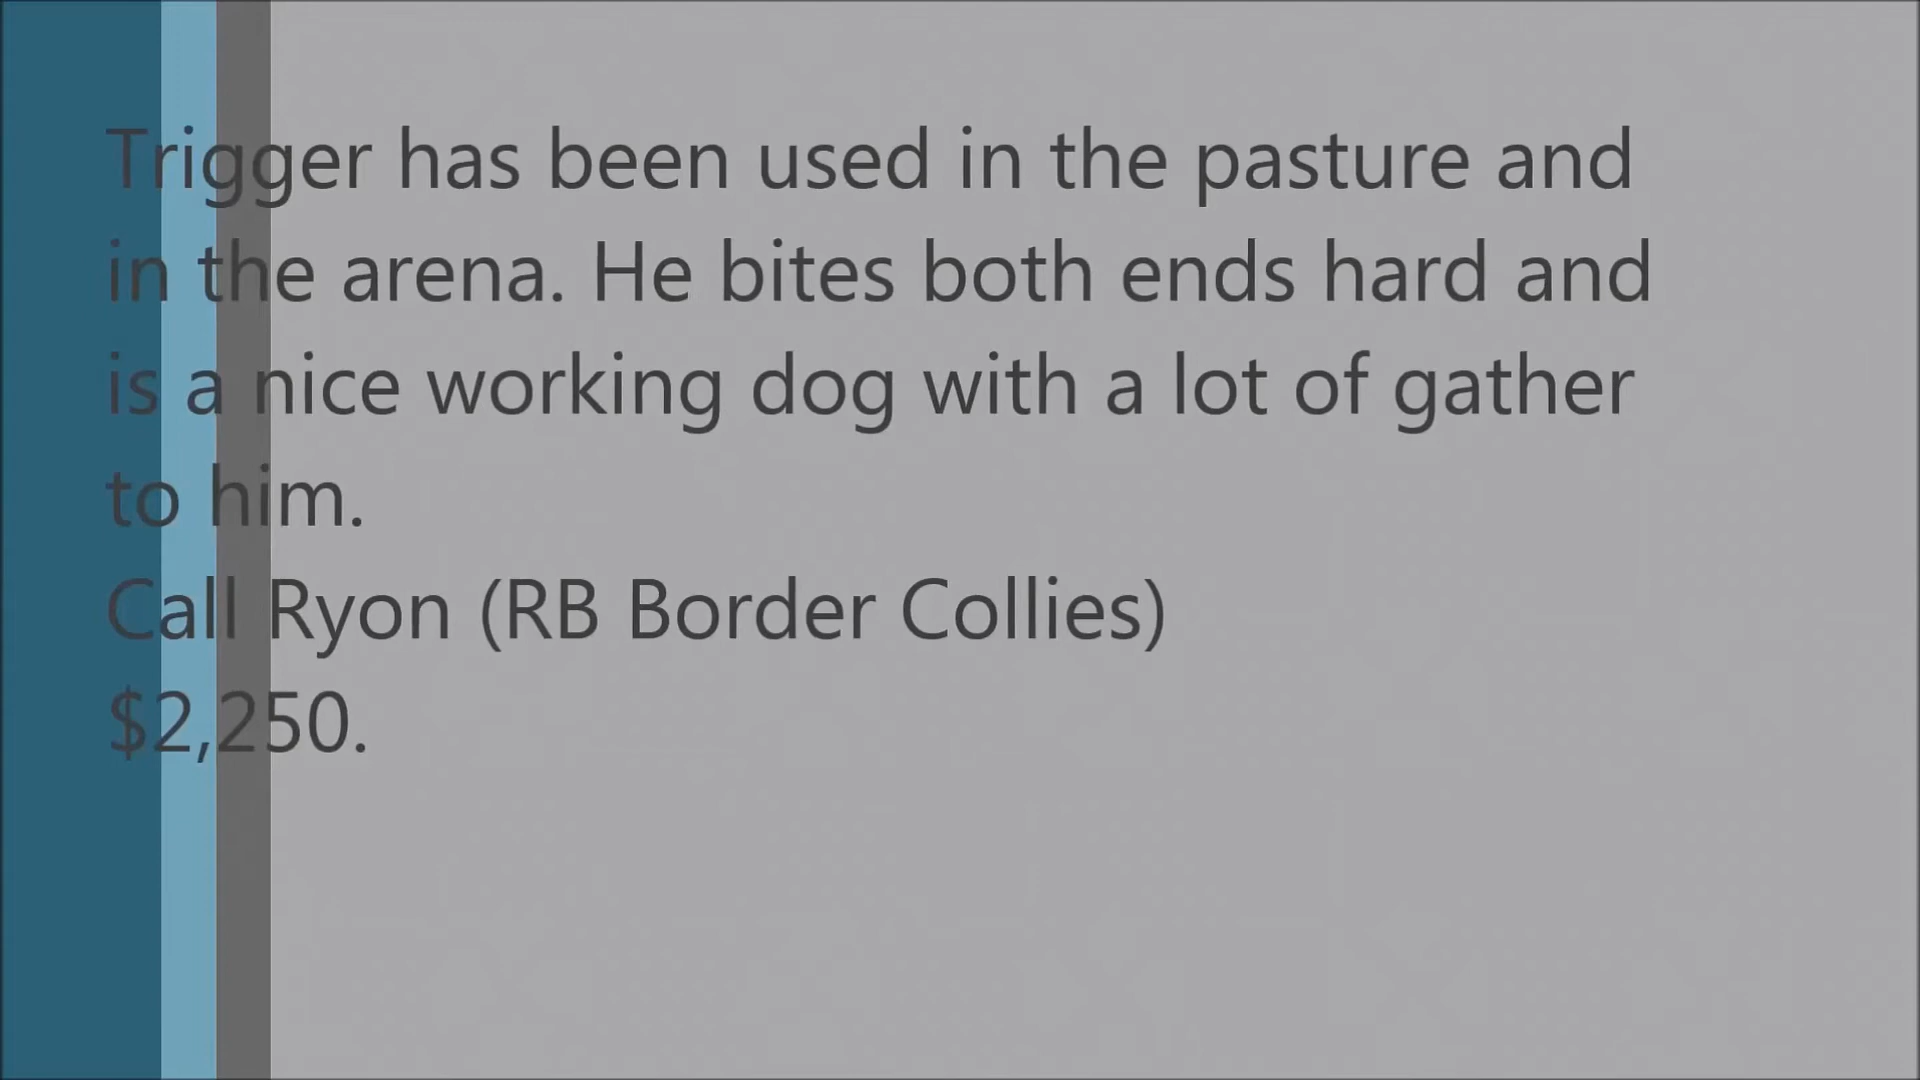 Trigger has been used in the pasture and
in the arena. He bites both ends hard and
is a nice working dog with a lot of gather
to him.
Call Ryon (RB Border Collies)
$2,250.